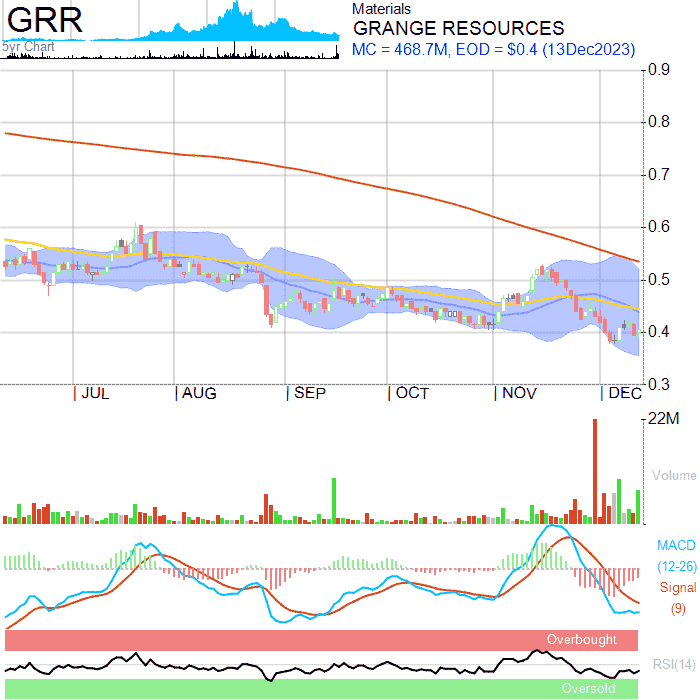 GRR
5yr Chart
Materials
GRANGE RESOURCES
MC = 468.7M, EOD = $0.4 (13Dec2023)
0.9
0.8
0.7
0.6
0.5
0.4
0.3
JUL AUG SEP OCT NOV DEC
22M
Volume
MACD
(12-26)
Signal
(9)
Overbought
RSI(14)
Oversold